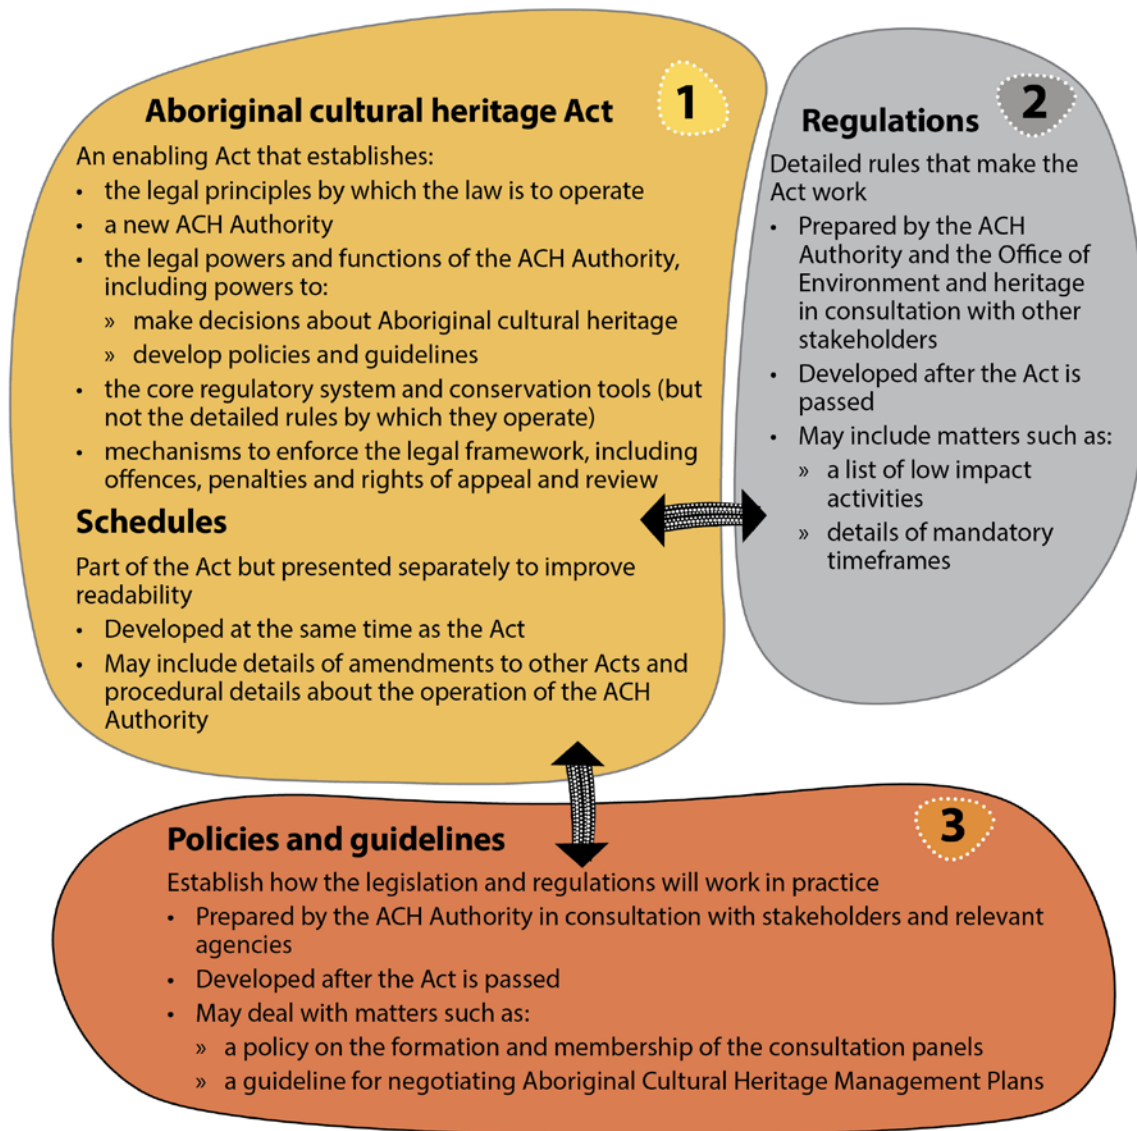 Aboriginal cultural heritage Act
1
An enabling Act that establishes:
• the legal principles by which the law is to operate
• a new ACH Authority
• the legal powers and functions of the ACH Authority,
including powers to:
» make decisions about Aboriginal cultural heritage
» develop policies and guidelines
• the core regulatory system and conservation tools (but
not the detailed rules by which they operate)
• mechanisms to enforce the legal framework, including
offences, penalties and rights of appeal and review
Schedules
Part of the Act but presented separately to improve
readability
• Developed at the same time as the Act
• May include details of amendments to other Acts and
procedural details about the operation of the ACH
Authority
Regulations
2
Detailed rules that make the
Act work
• Prepared by the ACH
Authority and the Office of
Environment and heritage
in consultation with other
stakeholders
• Developed after the Act is
passed
• May include matters such as:
» a list of low impact
activities
» details of mandatory
timeframes
Policies and guidelines
3
Establish how the legislation and regulations will work in practice
• Prepared by the ACH Authority in consultation with stakeholders and relevant
agencies
• Developed after the Act is passed
• May deal with matters such as:
» a policy on the formation and membership of the consultation panels
» a guideline for negotiating Aboriginal Cultural Heritage Management Plans